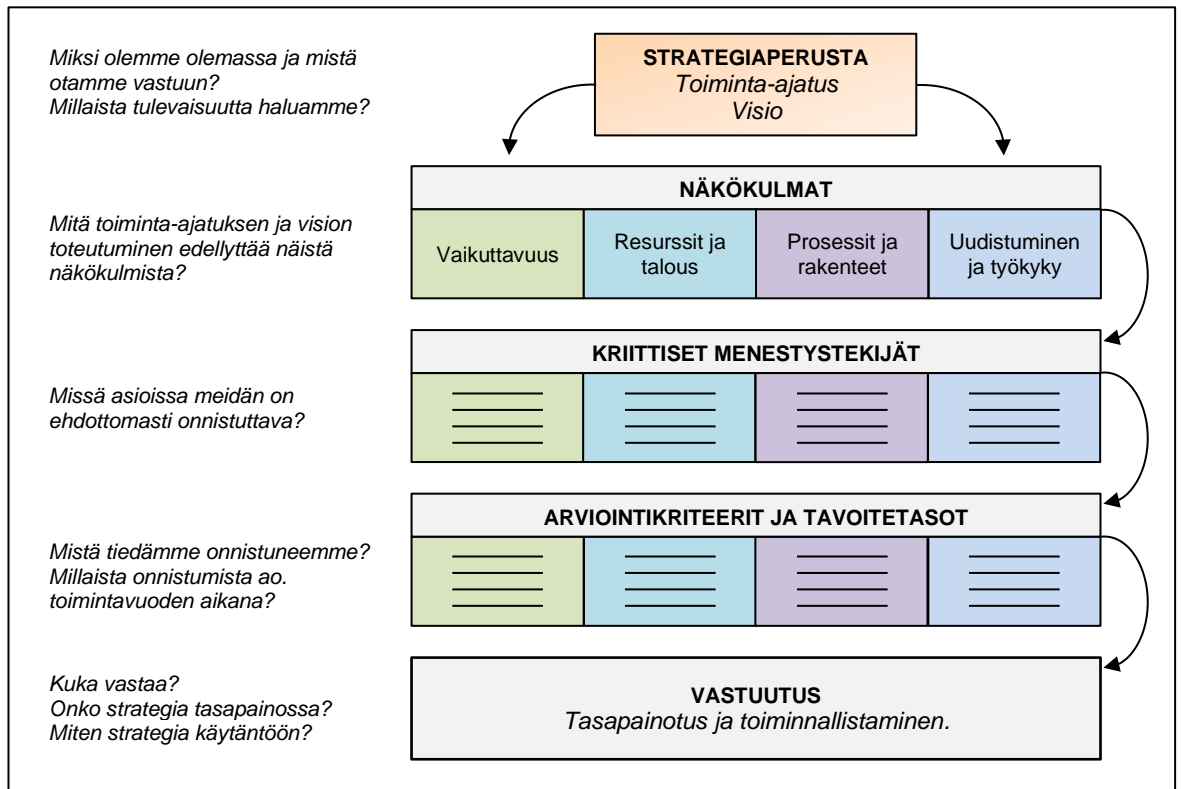 Miksi olemme olemassa ja mistä
otamme vastuun?
Millaista tulevaisuutta haluamme?
STRATEGIAPERUSTA
Toiminta-ajatus
Visio
NÄKÖKULMAT
Mitä toiminta-ajatuksen ja vision
toteutuminen edellyttää näistä
näkökulmista?
Vaikuttavuus
Resurssit ja
talous
Prosessit ja
rakenteet
Uudistuminen
ja työkyky
KRIITTISET MENESTYSTEKIJÄT
Missä asioissa meidän on
ehdottomasti onnistuttava?
ARVIOINTIKRITEERIT JA TAVOITETASOT
Mistä tiedämme onnistuneemme?
Millaista onnistumista ao.
toimintavuoden aikana?
Kuka vastaa?
Onko strategia tasapainossa?
Miten strategia käytäntöön?
VASTUUTUS
Tasapainotus ja toiminnallistaminen.